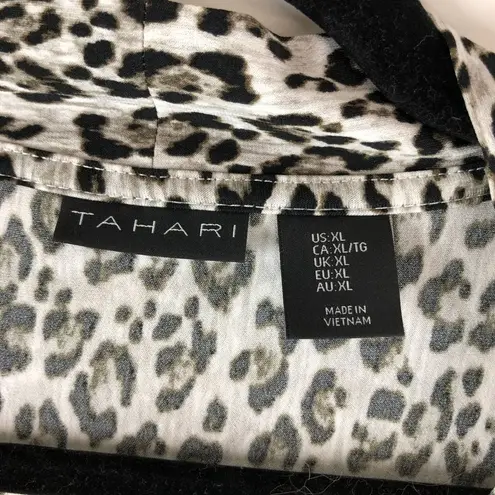 TAHARI
US:XL
CA:XL/TG
UK:XL
EU:XL
AU:XL
MADE IN
VIETNAM